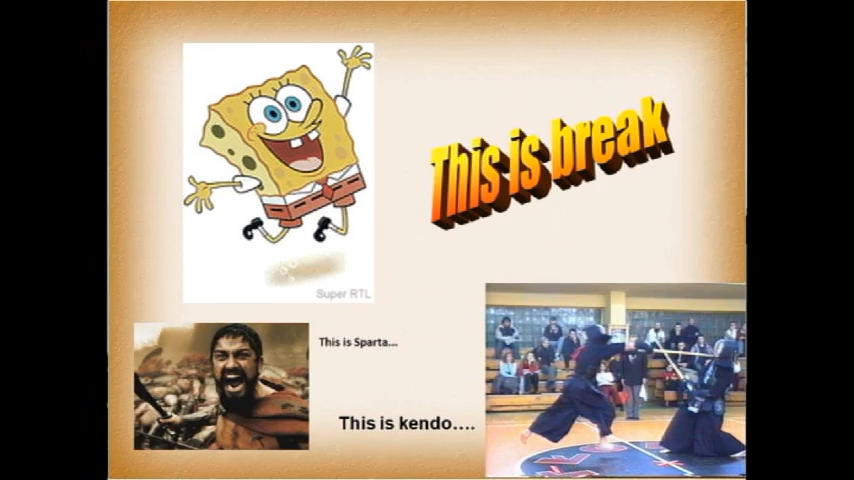 This is break
Super RTL
This is Sparta...
This is kendo....